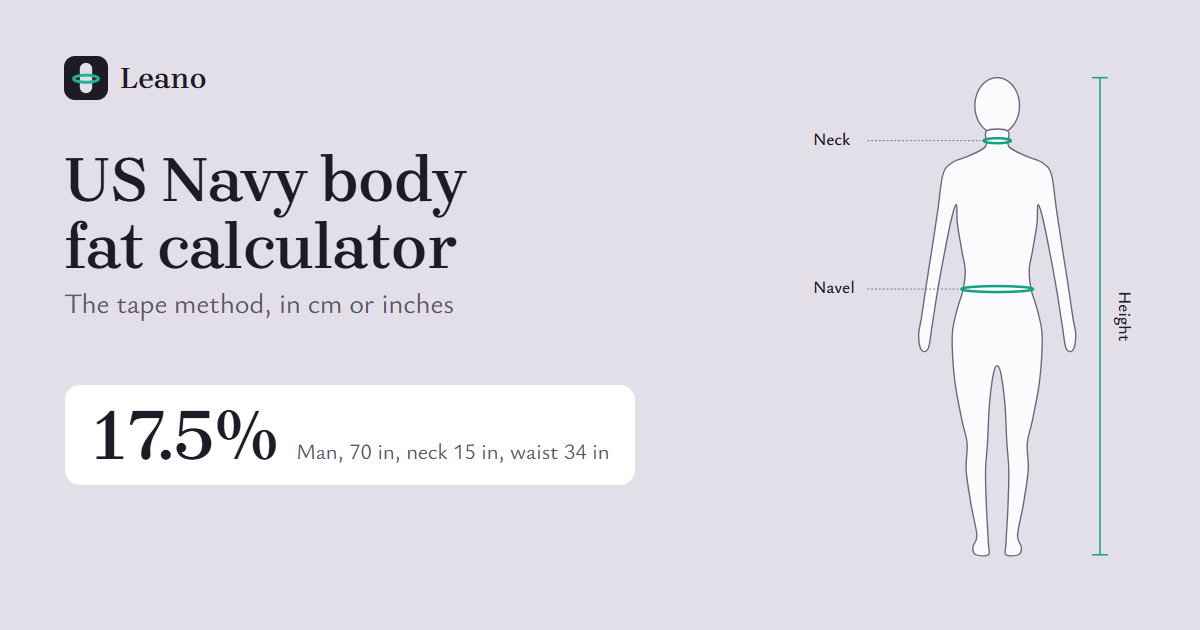 Leano
US Navy body
fat calculator
The tape method, in cm or inches
17.5% Man, 70 in, neck 15 in, waist 34 in
Neck
Navel
Height